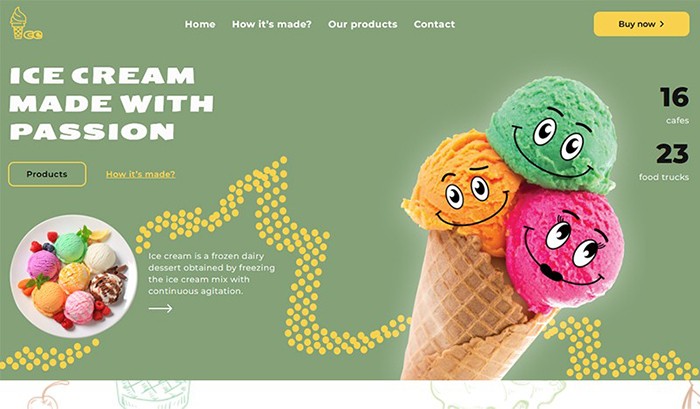 ice
Home How it's made? Our products Contact
Buy now
ICE CREAM
MADE WITH
PASSION
Products How it's made?
Ice cream is a frozen dairy
dessert obtained by freezing
the ice cream mix with
continuous agitation.
16
cafes
23
food trucks